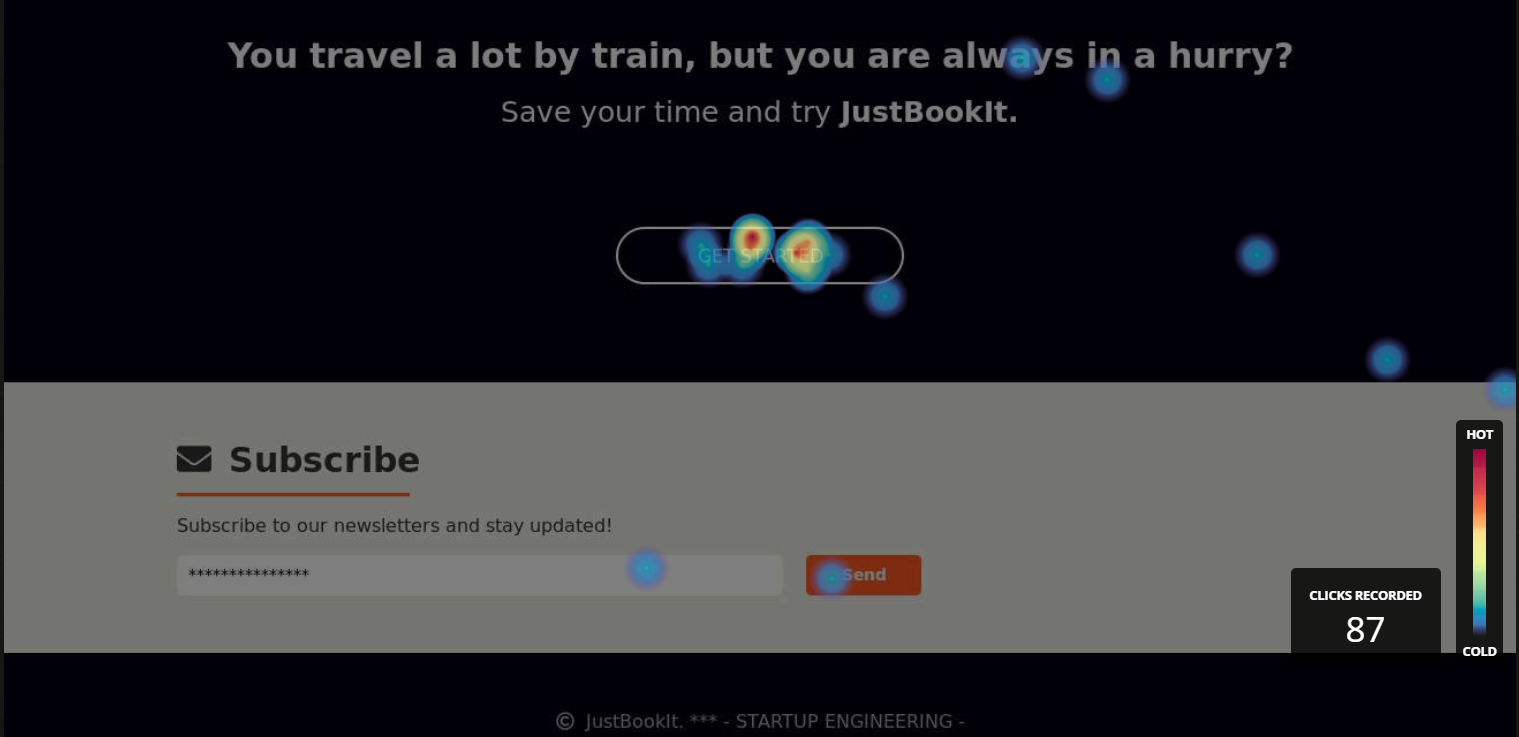 You travel a lot by train, but you are always in a hurry?
Save your time and try JustBookIt.
GET STARTED
Subscribe
Subscribe to our newsletters and stay updated!
***************
Send
HOT
COLD
CLICKS RECORDED
87
© JustBookIt. *** - STARTUP ENGINEERING -